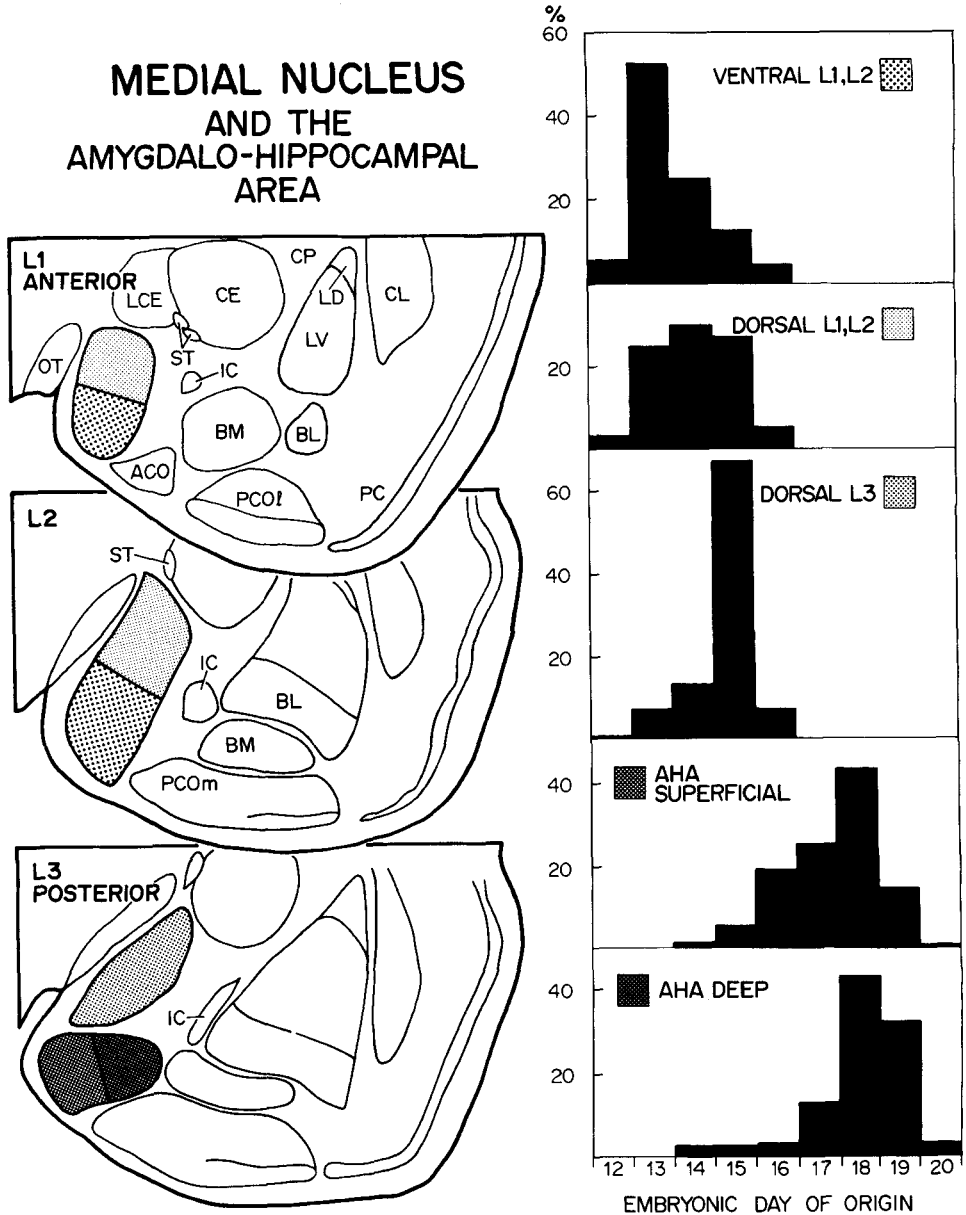 MEDIAL NUCLEUS
AND THE
AMYGDALO-HIPPOCAMPAL
AREA
L1
ANTERIOR
LCE
CE
CP
LD
CL
LV
OT
ST
IC
BM
BL
ACO
PCOl
PC
L2
ST
IC
BL
BM
PCOm
L3
POSTERIOR
IC
%
60
40
20
VENTRAL L1,L2
20
DORSAL L1,L2
60
40
20
DORSAL L3
40
20
AHA
SUPERFICIAL
40
20
AHA DEEP
12 13 14 15 16 17 18 19 20
EMBRYONIC DAY OF ORIGIN